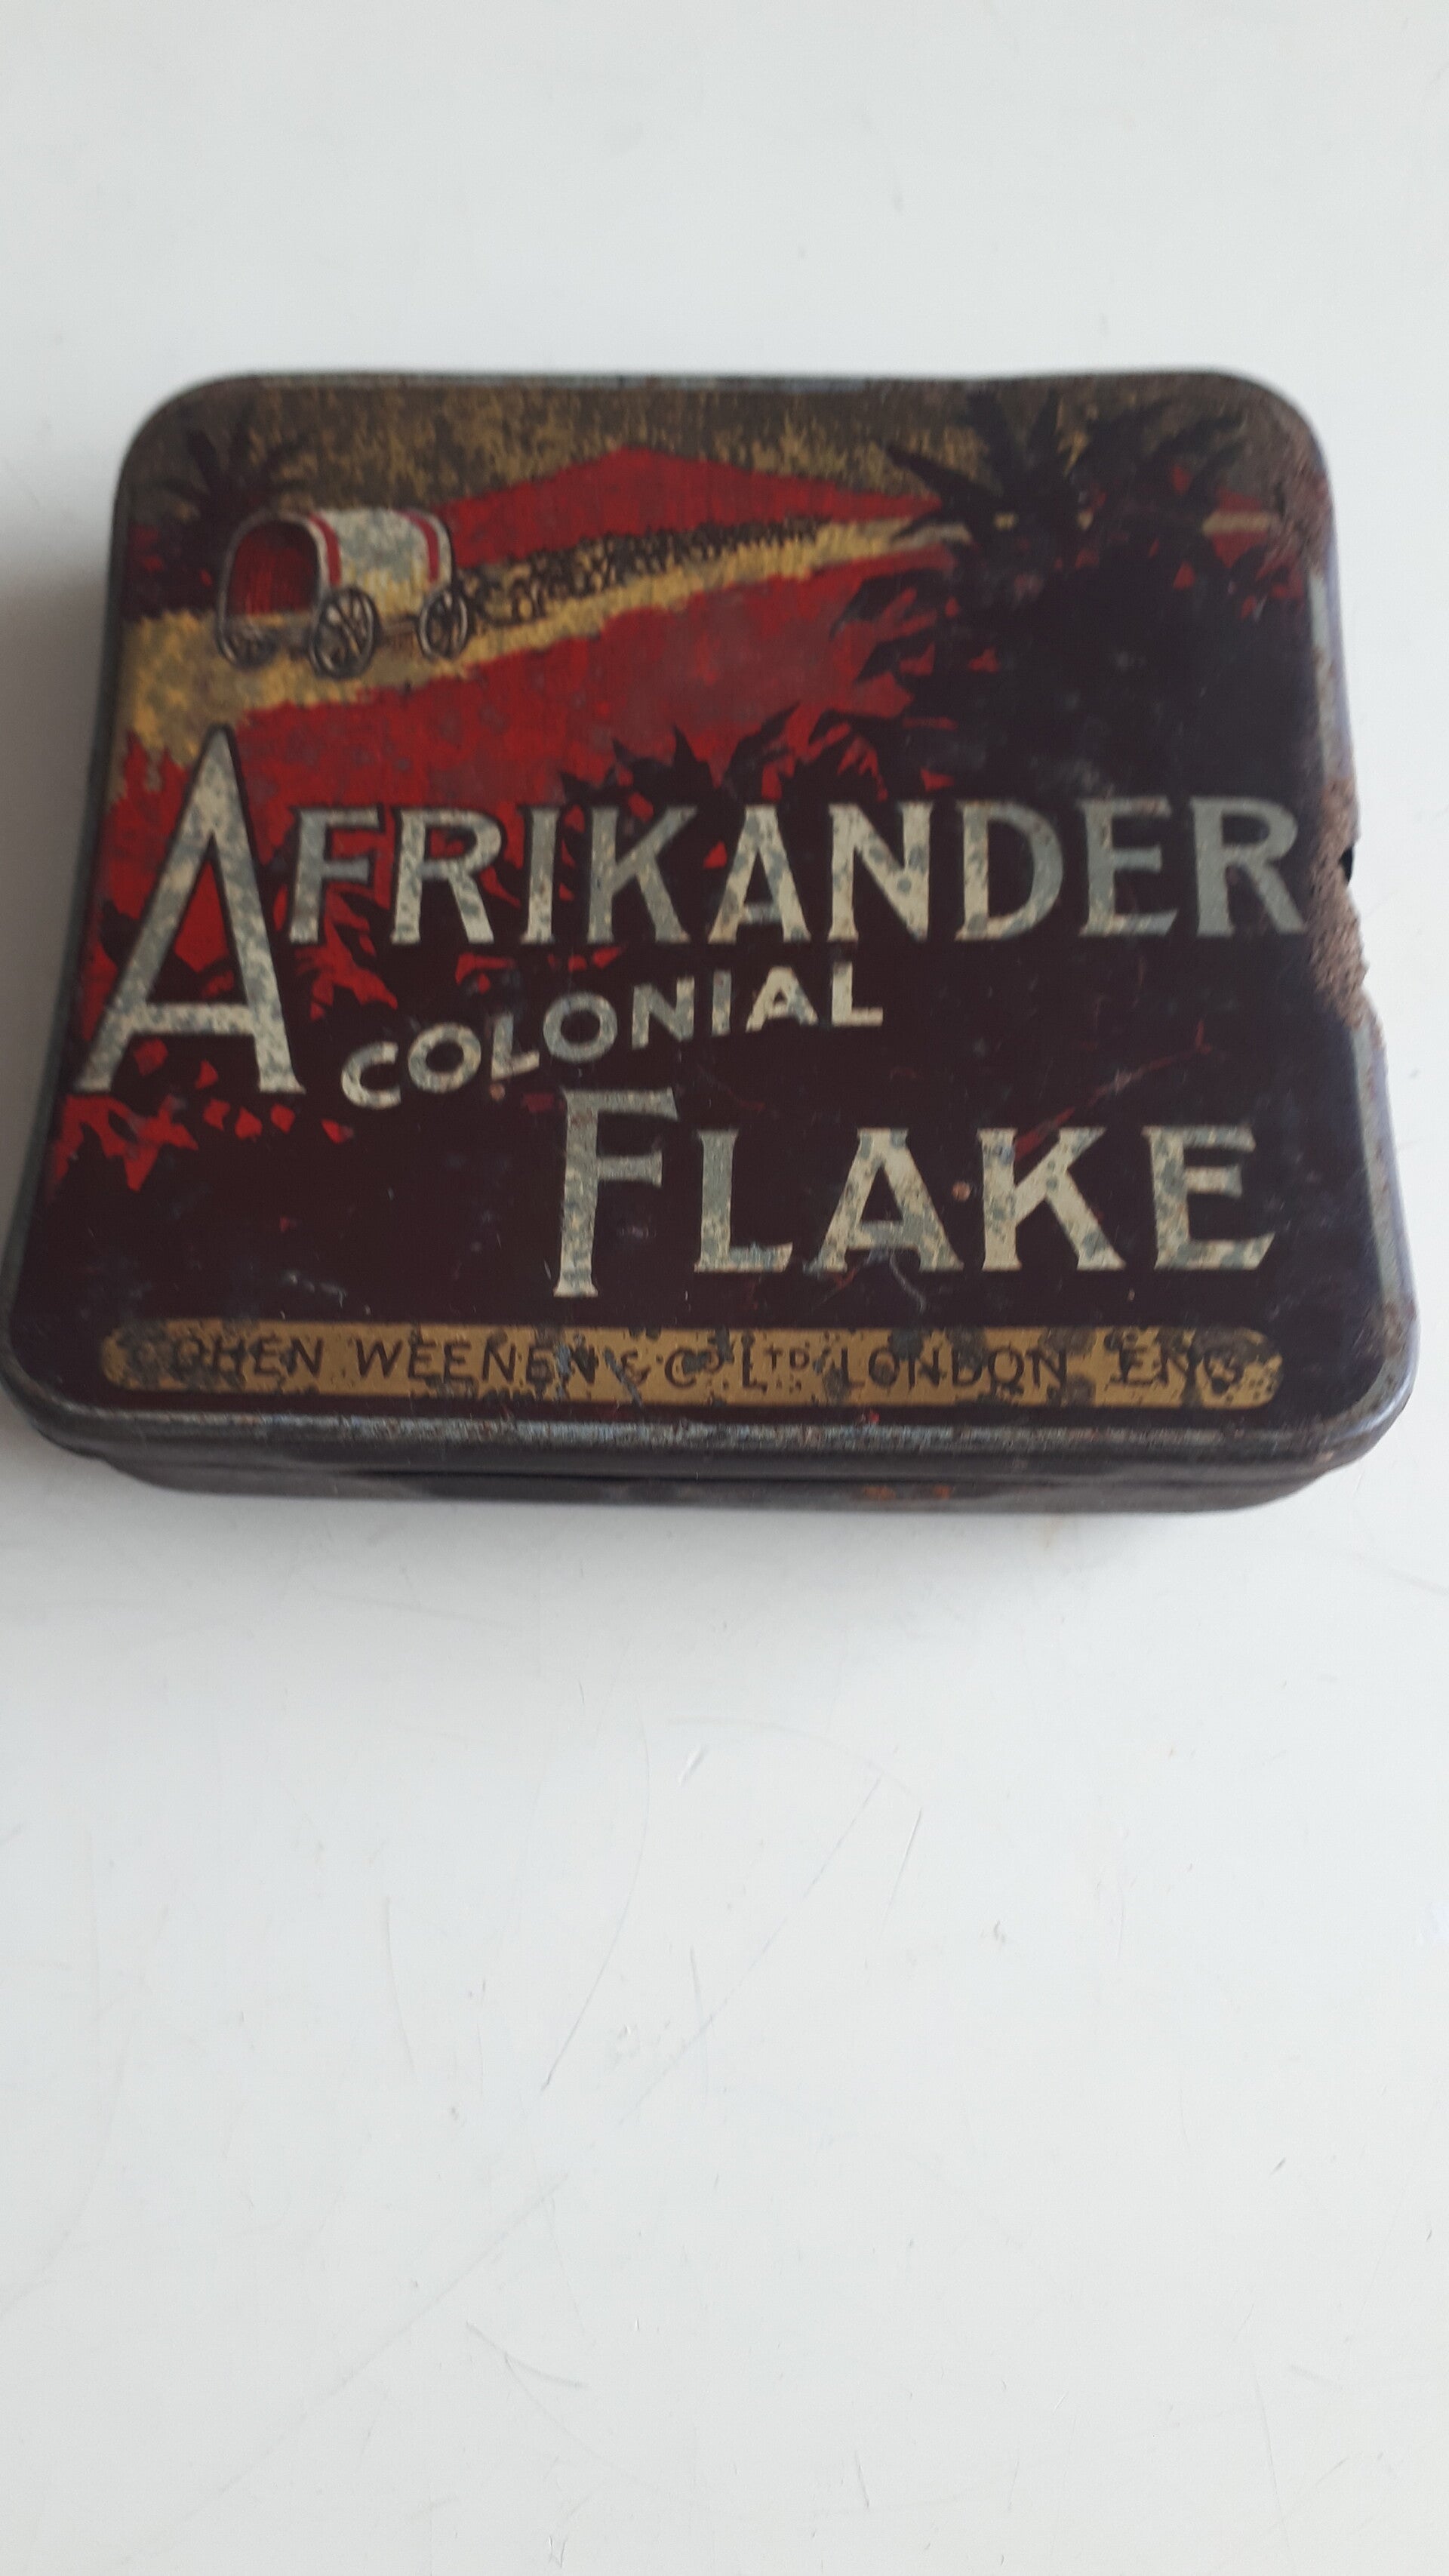 AFRIKANDER
COLONIAL
FLAKE
COHEN WEENEN & Co LTD LONDON ENG